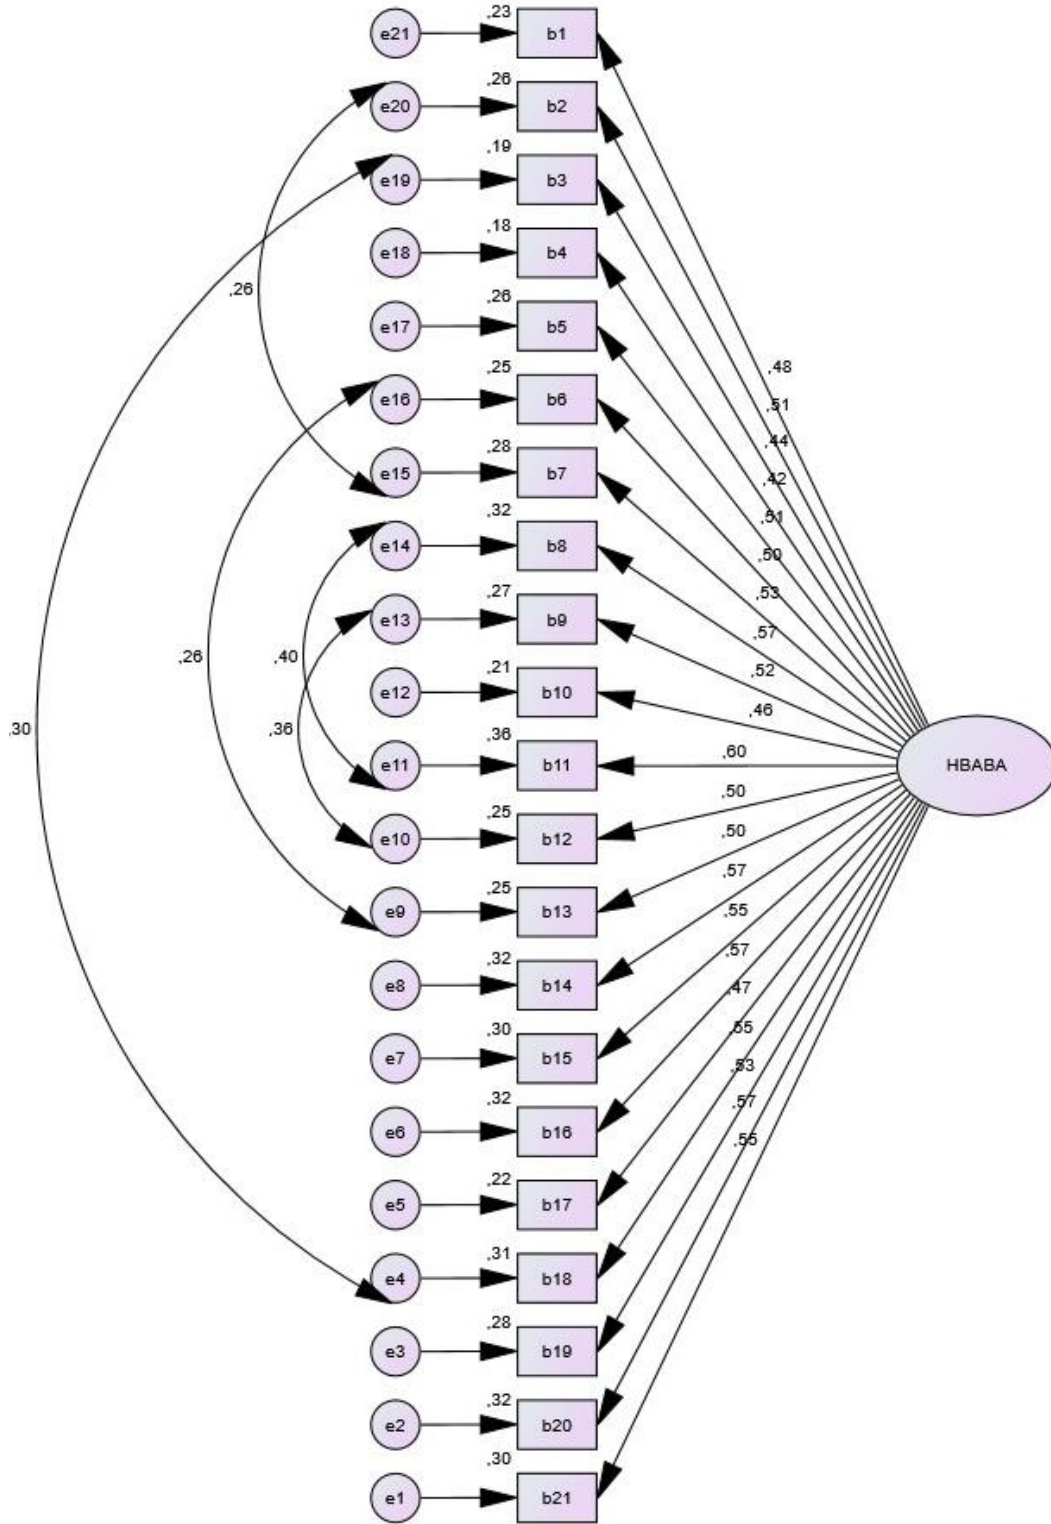 ,23
e21 b1
,26
e20 b2
,19
e19 b3
,18
e18 b4
,26
,26
e17 b5
,25
,48
e16 b6
,51
,44
,28
e15 b7
,42
,32
,51
e14 b8
,50
,27
,53
e13 b9
,57
,26 ,40
,21
,52
e12 b10
,46
,30 ,36 ,36
,60
e11 b11 HBABA
,50
,25
e10 b12
,50
,25
,57
e9 b13
,55
,32
,57
e8 b14
,47
,30
,55
e7 b15
,53
,32
,57
e6 b16
,55
,22
e5 b17
,31
e4 b18
,28
e3 b19
,32
e2 b20
,30
e1 b21